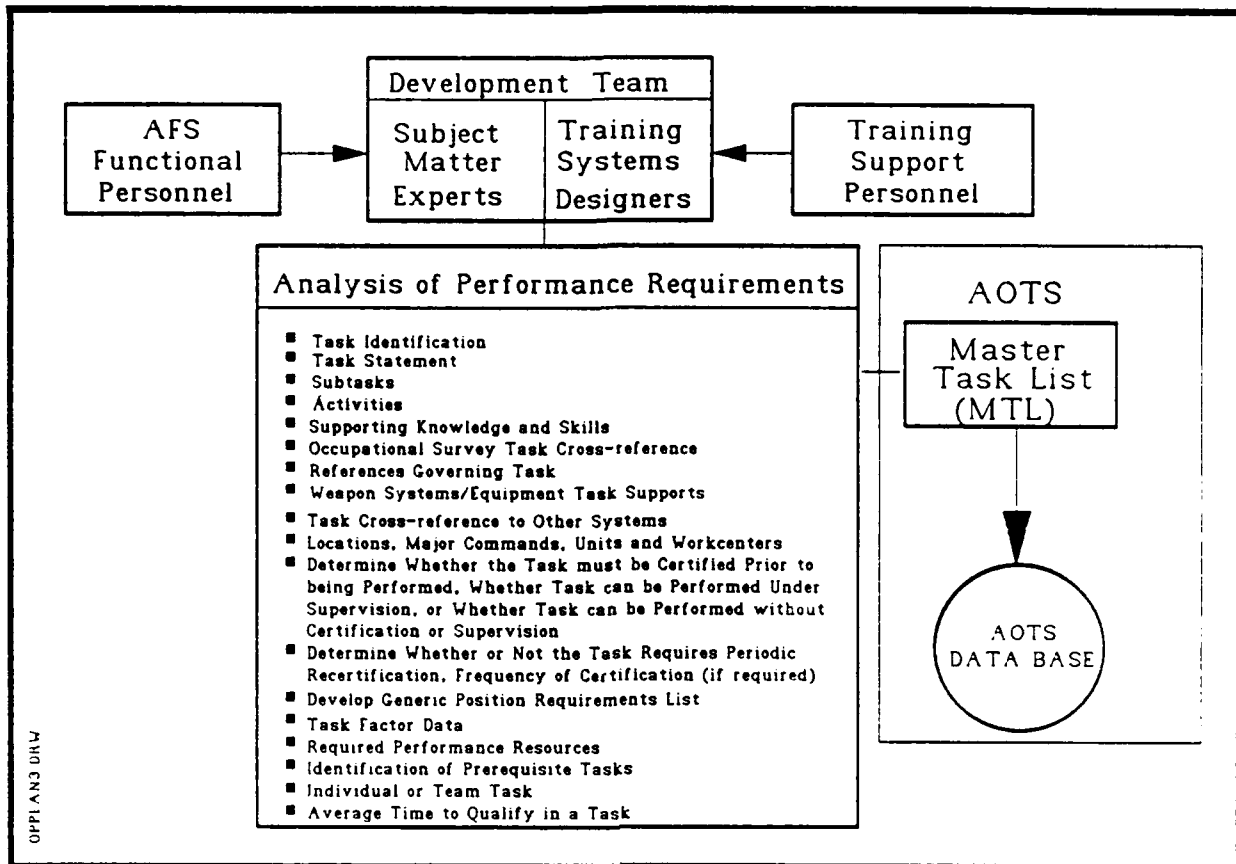 Development Team
AFS
Functional
Personnel
Subject
Matter
Experts
Training
Systems
Designers
Training
Support
Personnel
Analysis of Performance Requirements
■ Task Identification
■ Task Statement
■ Subtasks
■ Activities
■ Supporting Knowledge and Skills
■ Occupational Survey Task Cross-reference
■ References Governing Task
■ Weapon Systems/Equipment Task Supports
■ Task Cross-reference to Other Systems
■ Locations, Major Commands, Units and Workcenters
■ Determine Whether the Task must be Certified Prior to
being Performed, Whether Task can be Performed Under
Supervision, or Whether Task can be Performed without
Certification or Supervision
■ Determine Whether or Not the Task Requires Periodic
Recertification, Frequency of Certification (if required)
■ Develop Generic Position Requirements List
■ Task Factor Data
■ Required Performance Resources
■ Identification of Prerequisite Tasks
■ Individual or Team Task
■ Average Time to Qualify in a Task
AOTS
Master
Task List
(MTL)
AOTS
DATA BASE